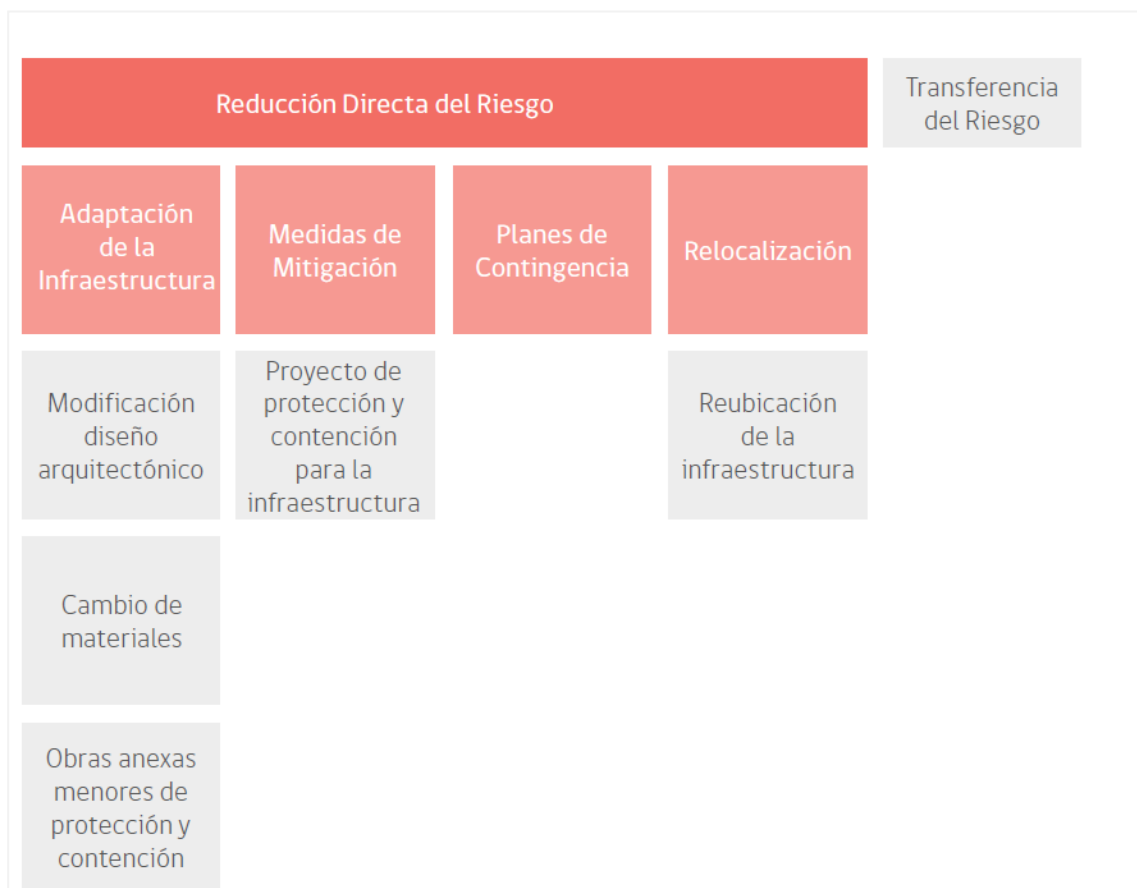 Reducción Directa del Riesgo
Transferencia
del Riesgo
Adaptación
de la
Infraestructura
Medidas de
Mitigación
Planes de
Contingencia
Relocalización
Modificación
diseño
arquitectónico
Proyecto de
protección y
contención
para la
infraestructura
Reubicación
de la
infraestructura
Cambio de
materiales
Obras anexas
menores de
protección y
contención